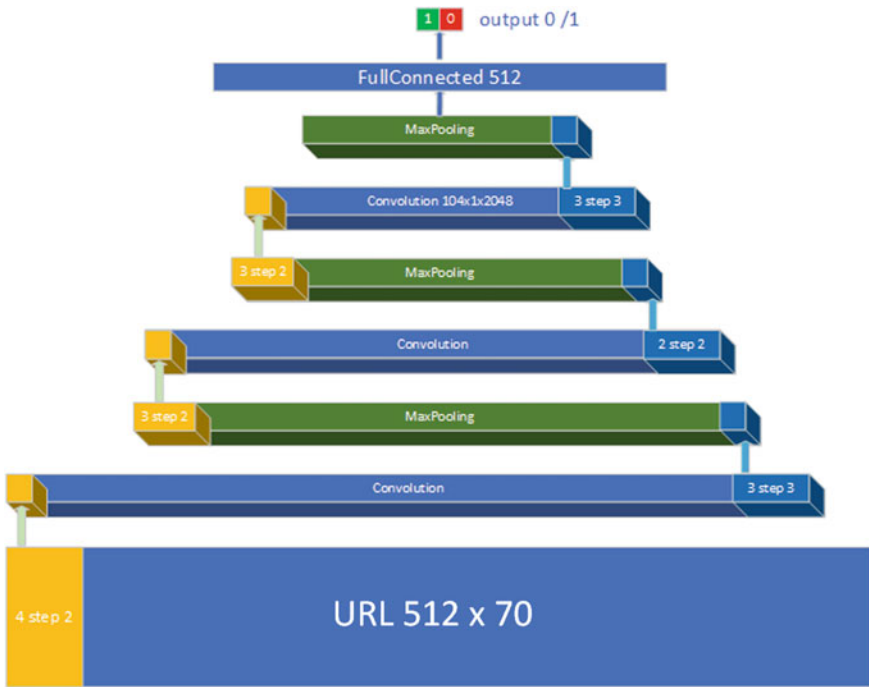 1 0 output 0 /1
FullConnected 512
MaxPooling
Convolution 104x1x2048 3 step 3
3 step 2 MaxPooling
Convolution 2 step 2
3 step 2 MaxPooling
Convolution 3 step 3
4 step 2 URL 512 x 70